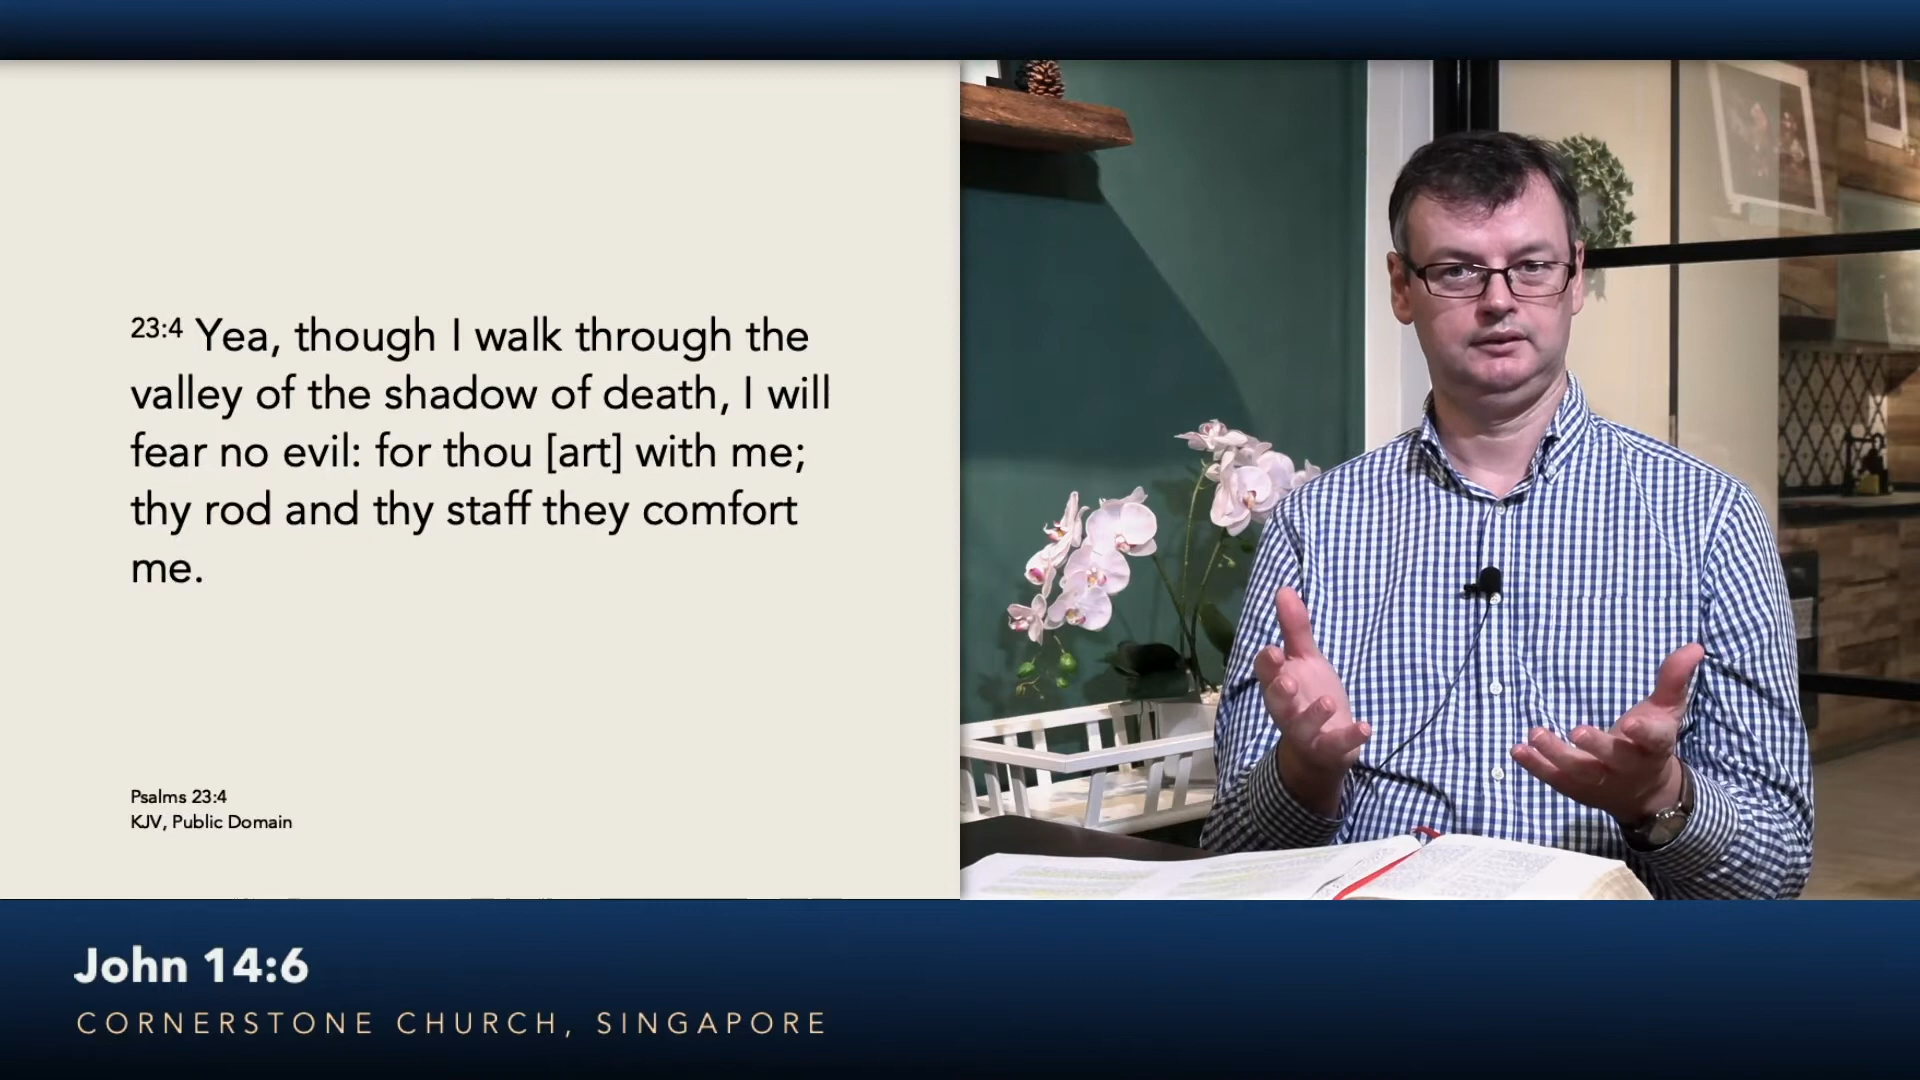 23:4 Yea, though I walk through the
valley of the shadow of death, I will
fear no evil: for thou [art] with me;
thy rod and thy staff they comfort
me.
Psalms 23:4
KJV, Public Domain
John 14:6
CORNERSTONE CHURCH, SINGAPORE